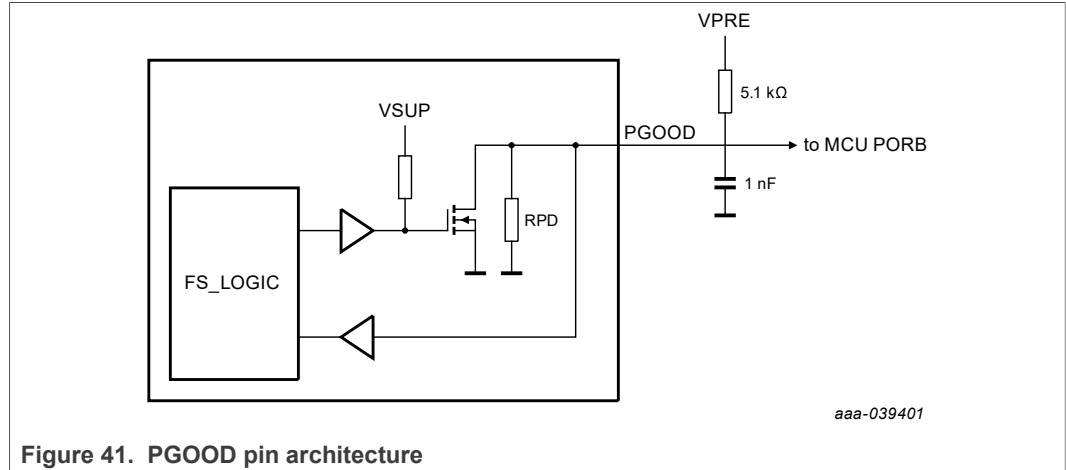 VPRE
5.1 kΩ
VSUP
PGOOD
to MCU PORB
1 nF
RPD
FS_LOGIC
aaa-039401
Figure 41. PGOOD pin architecture